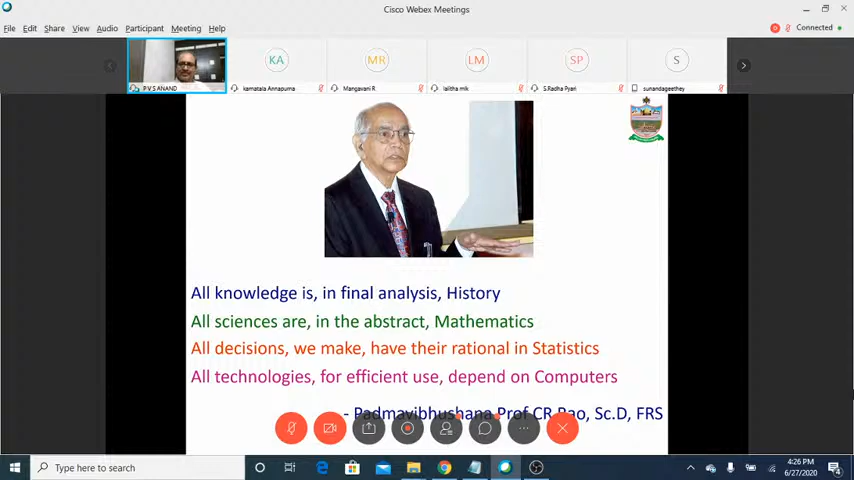 Cisco Webex Meetings
File Edit Share View Audio Participant Meeting Help
Connected
P V S ANAND
kamatala Annapurna
Mangavani R
lalitha mlk
S.Radha Pyari
sunandageethey
KA
MR
LM
SP
S
All knowledge is, in final analysis, History
All sciences are, in the abstract, Mathematics
All decisions, we make, have their rational in Statistics
All technologies, for efficient use, depend on Computers
- Padmavibhushana Prof CR Rao, Sc.D, FRS
Type here to search
4:26 PM
6/27/2020
4